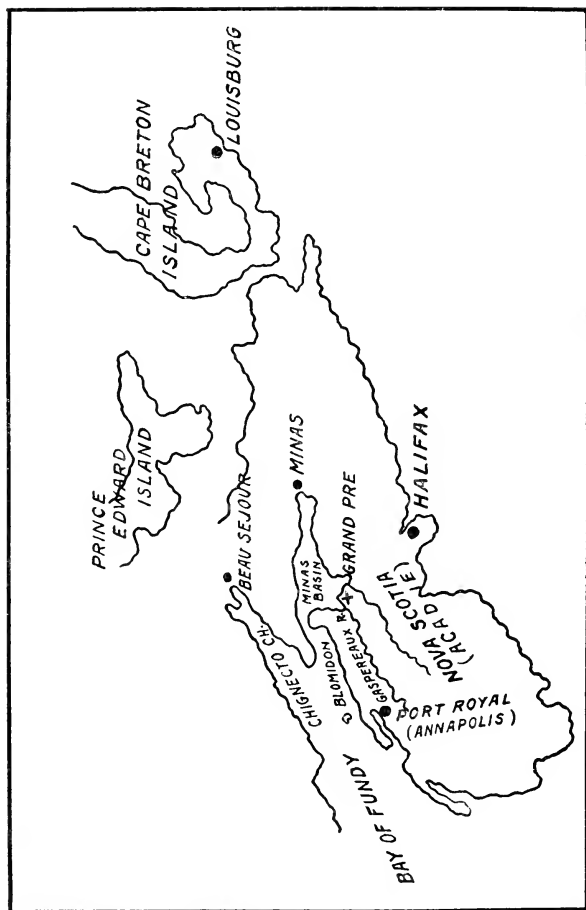 CAPE BRETON
ISLAND
LOUISBURG
PRINCE
EDWARD
ISLAND
BEAU SEJOUR
MINAS
CHIGNECTO CH.
MINAS
BASIN
GRAND PRE
HALIFAX
BLOMIDON
GASPEREAUX R.
NOVA SCOTIA
(ACADIE)
PORT ROYAL
(ANNAPOLIS)
BAY OF FUNDY